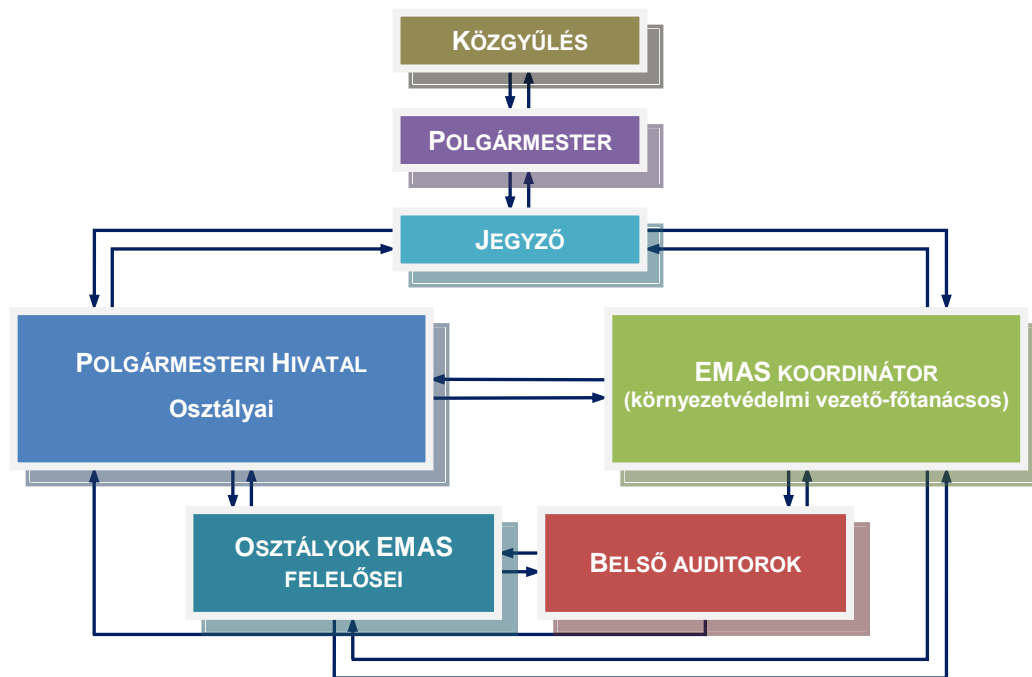 KÖZGYŰLÉS
POLGÁRMESTER
JEGYZŐ
POLGÁRMESTERI HIVATAL
Osztályai
EMAS KOORDINÁTOR
(környezetvédelmi vezető-főtanácsos)
OSZTÁLYOK EMAS
FELELŐSEI
BELSŐ AUDITOROK